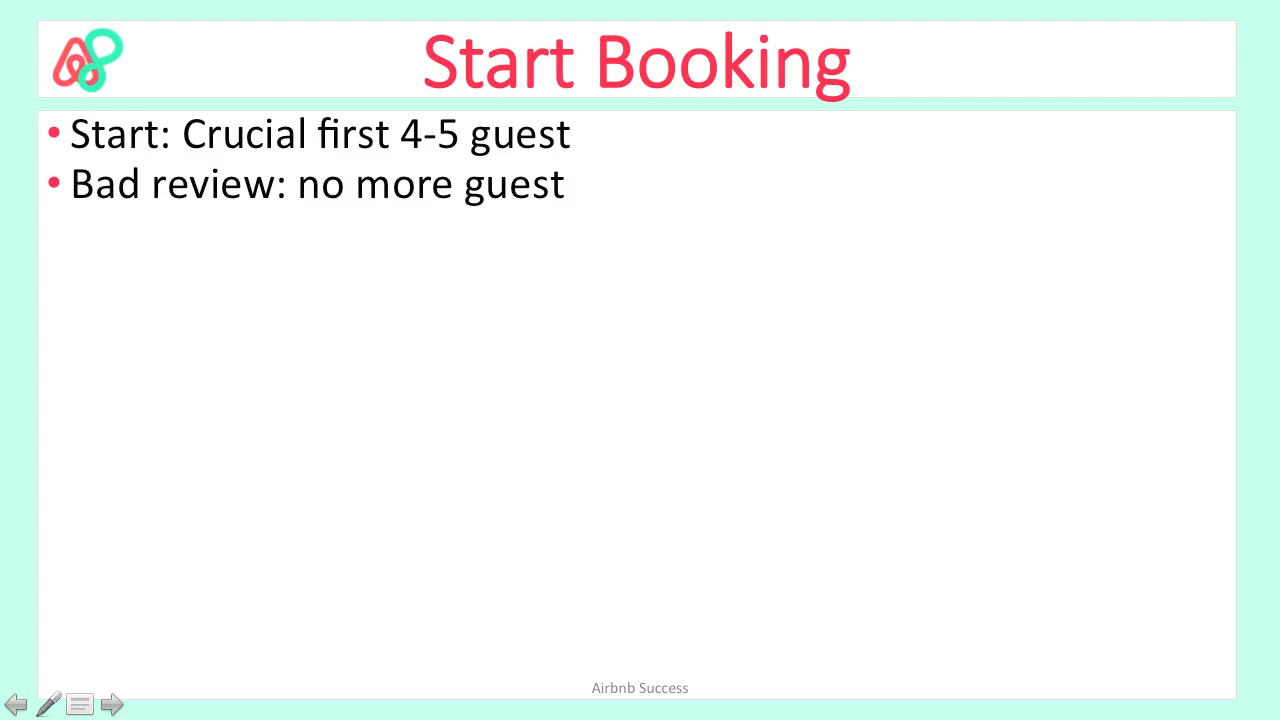 Start Booking
• Start: Crucial first 4-5 guest
• Bad review: no more guest
Airbnb Success